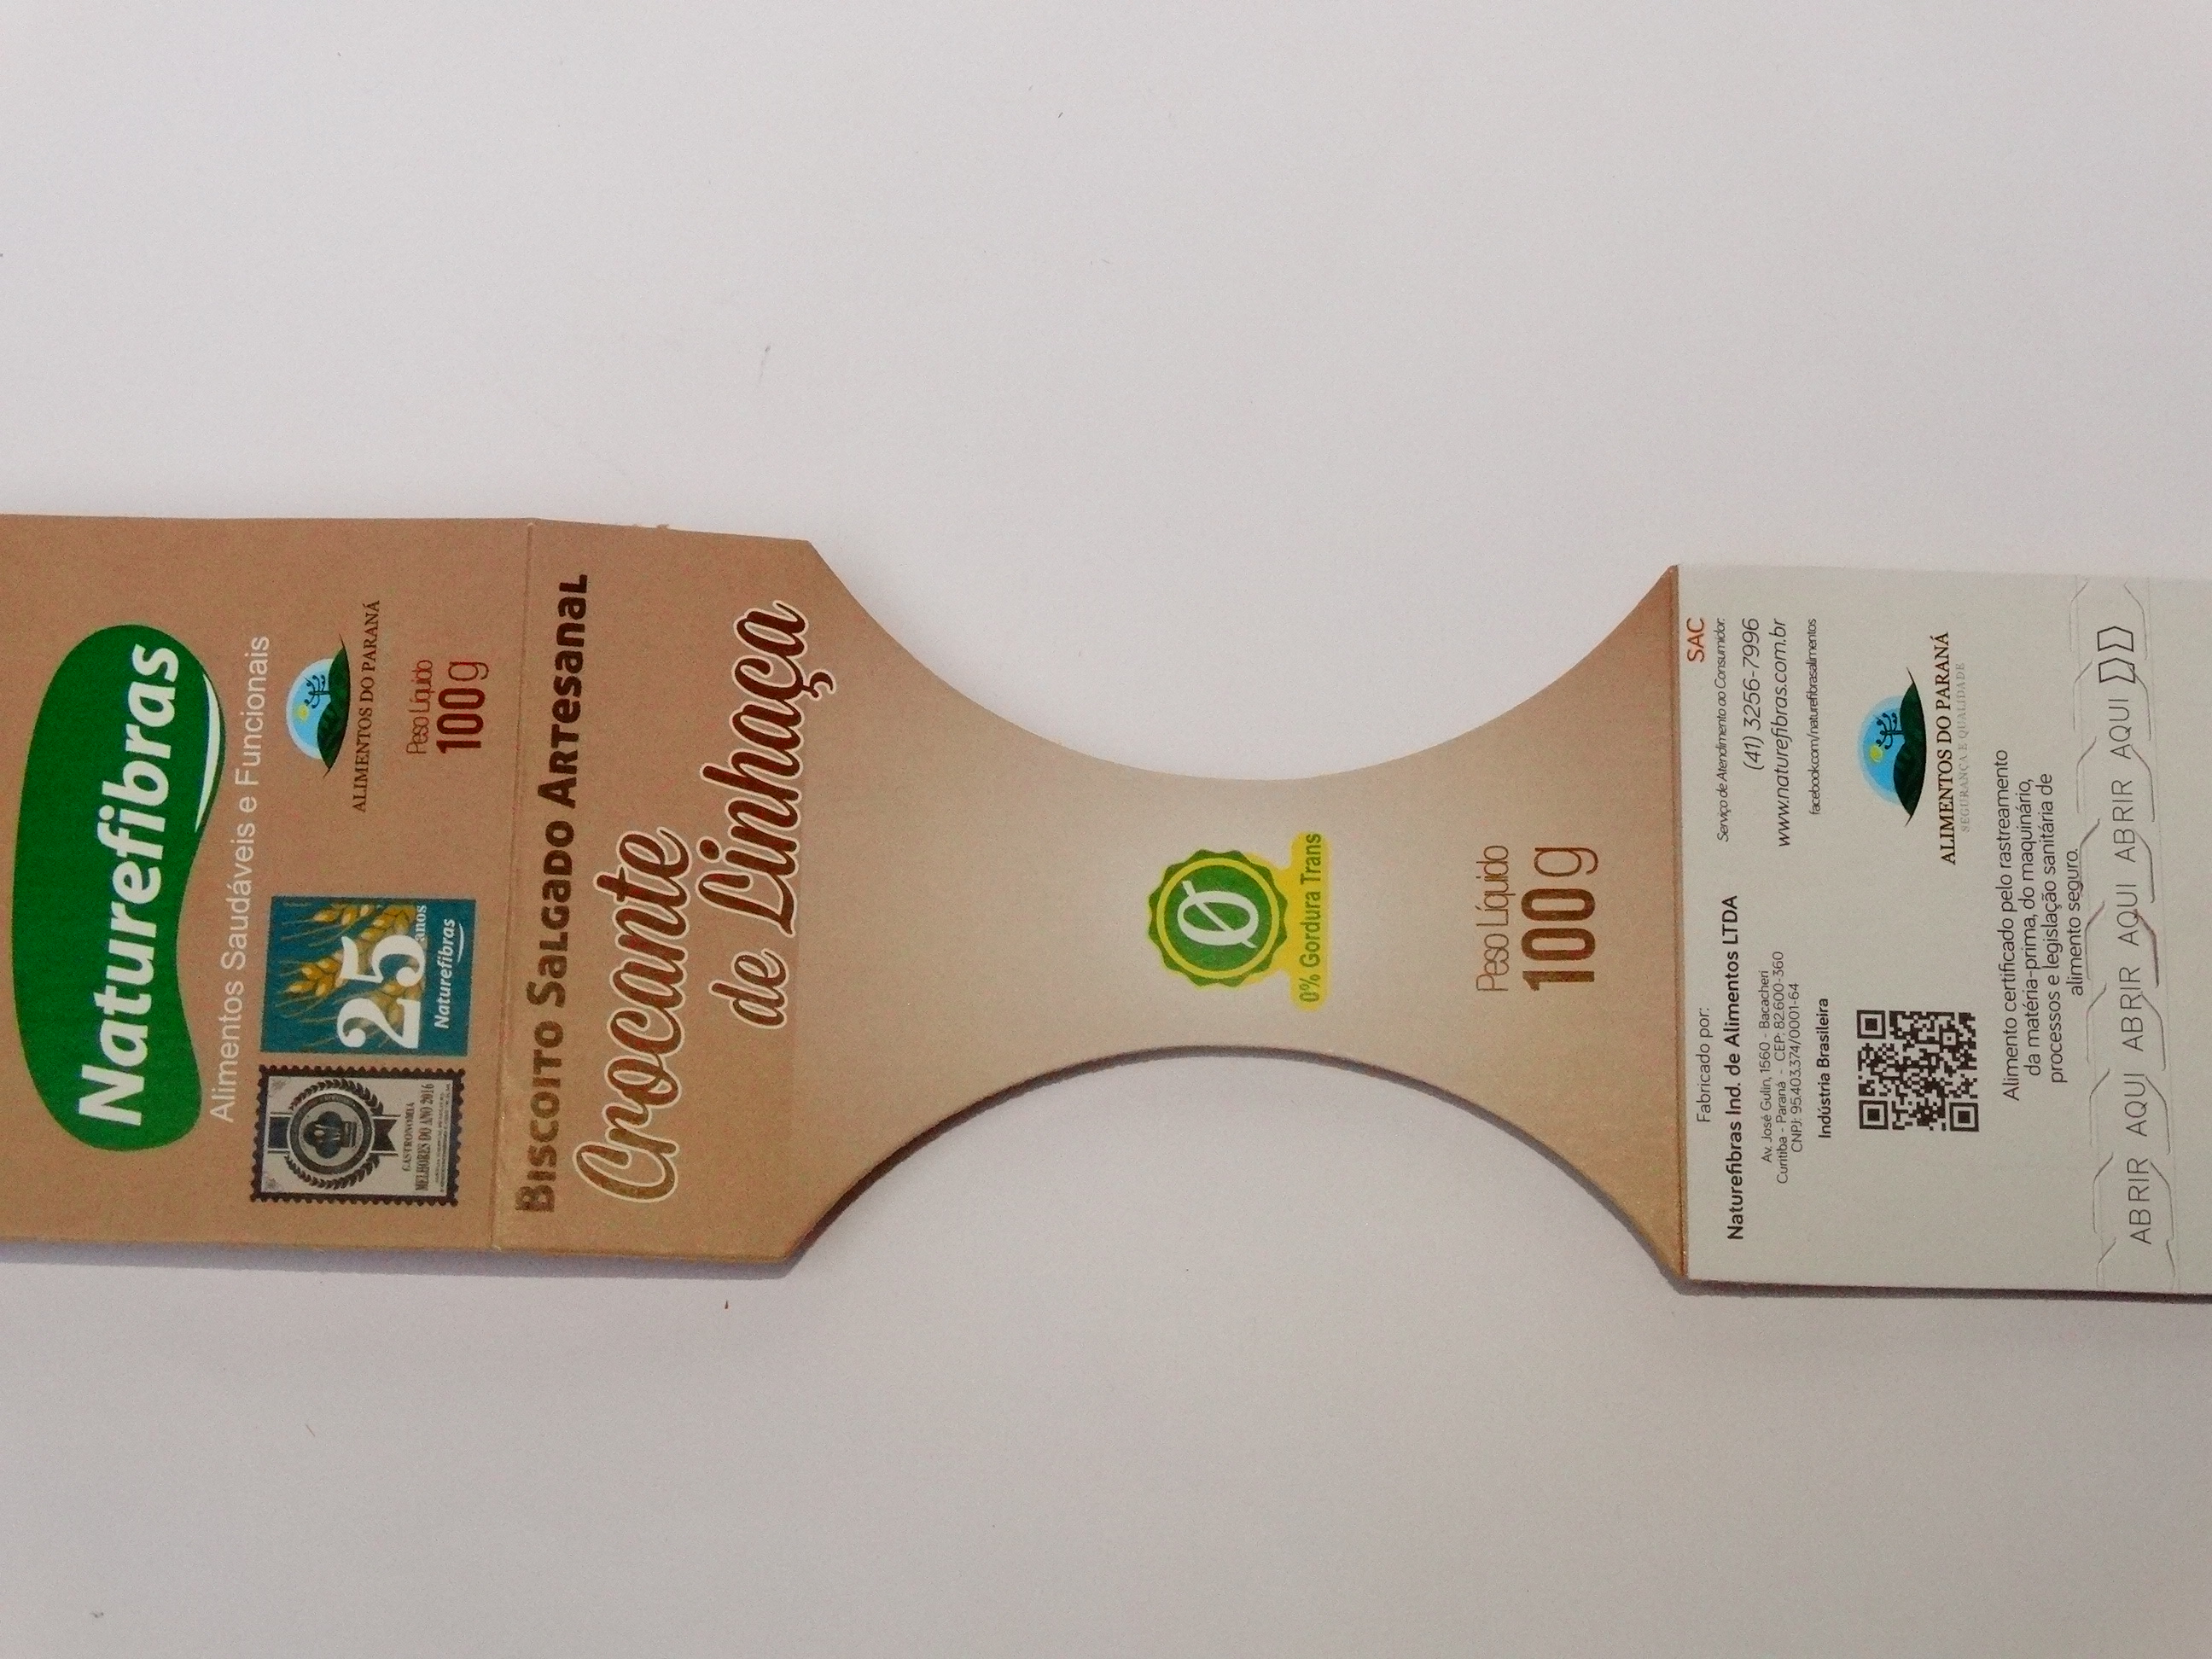 Naturefibras
Alimentos Saudáveis e Funcionais
GASTRONOMIA
MELHORES DO ANO 2016
25
anos
Naturefibras
ALIMENTOS DO PARANÁ
Peso Líquido
100g
BISCOITO SALGADO ARTESANAL
Crocante
de Linhaça
0% Gordura Trans
Peso Líquido
100g
Fabricado por:
Naturefibras Ind. de Alimentos LTDA
Av. José Gulin, 1560 - Bacacheri
Curitiba - Paraná - CEP: 82.600-360
CNPJ: 95.403.374/0001-64
Indústria Brasileira
SAC
Serviço de Atendimento ao Consumidor:
(41) 3256-7996
www.naturefibras.com.br
facebook.com/naturefibrasalimentos
ALIMENTOS DO PARANÁ
SEGURANÇA E QUALIDADE
Alimento certificado pelo rastreamento
da matéria-prima, do maquinário,
processos e legislação sanitária de
alimento seguro.
ABRIR AQUI ABRIR AQUI ABRIR AQUI